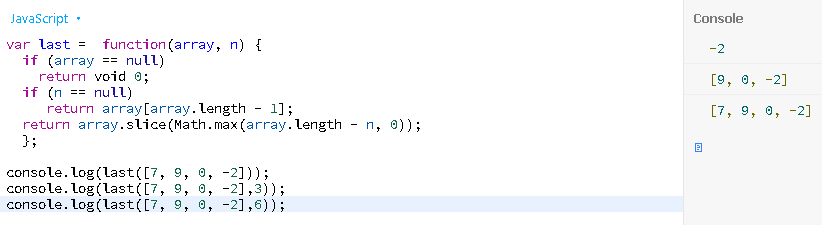 JavaScript
var last =  function(array, n) {
  if (array == null)
    return void 0;
  if (n == null)
     return array[array.length - 1];
  return array.slice(Math.max(array.length - n, 0));
  };

console.log(last([7, 9, 0, -2]));
console.log(last([7, 9, 0, -2],3));
console.log(last([7, 9, 0, -2],6));
Console
-2
[9, 0, -2]
[7, 9, 0, -2]